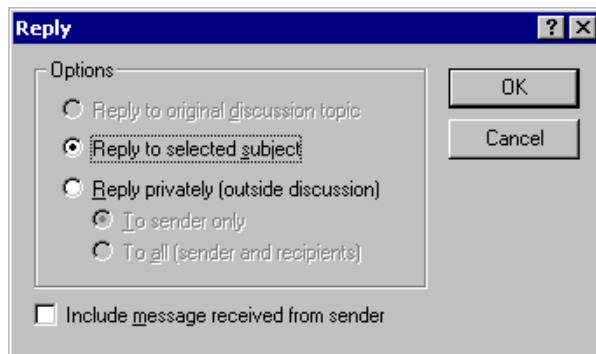 Reply
Options
Reply to original discussion topic
Reply to selected subject
Reply privately (outside discussion)
To sender only
To all (sender and recipients)
Include message received from sender
OK
Cancel